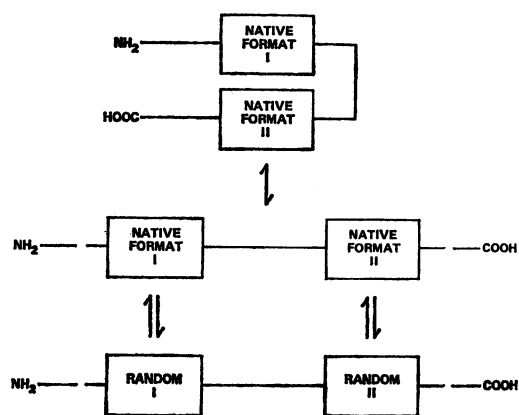 NH₂
NATIVE
FORMAT
I
HOOC
NATIVE
FORMAT
II
NH₂
NATIVE
FORMAT
I
NATIVE
FORMAT
II
COOH
NH₂
RANDOM
I
RANDOM
II
COOH